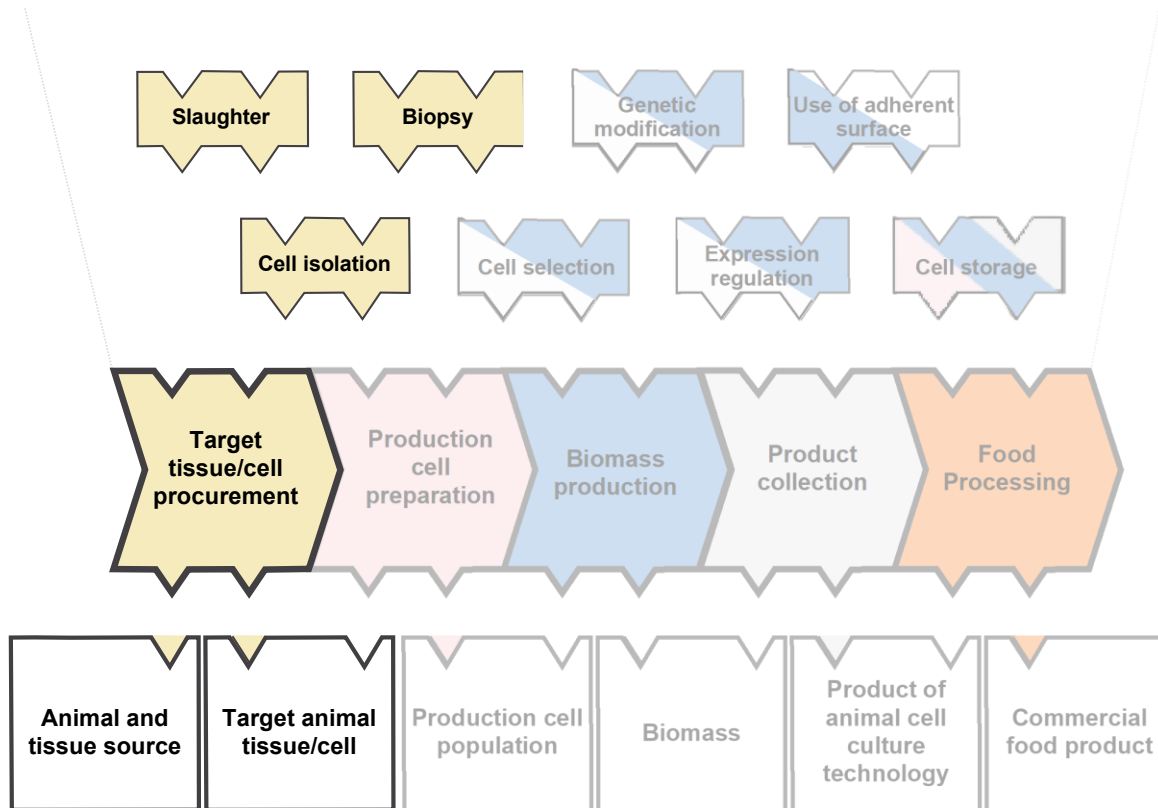 Slaughter
Biopsy
Genetic
modification
Use of adherent
surface
Cell isolation
Cell selection
Expression
regulation
Cell storage
Target
tissue/cell
procurement
Production
cell
preparation
Biomass
production
Product
collection
Food
Processing
Animal and
tissue source
Target animal
tissue/cell
Production cell
population
Biomass
Product of
animal cell
culture
technology
Commercial
food product